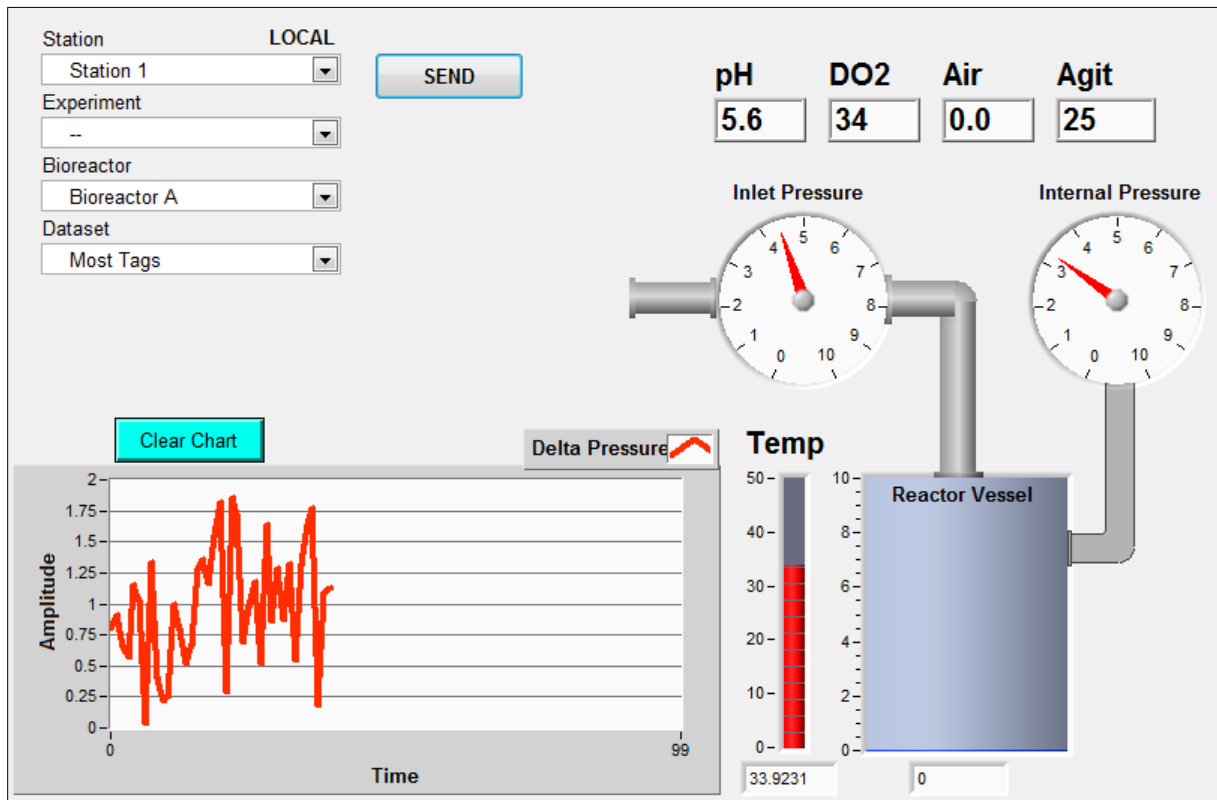 Station LOCAL
Station 1
SEND
Experiment
--
Bioreactor
Bioreactor A
Dataset
Most Tags
pH DO2 Air Agit
5.6 34 0.0 25
Inlet Pressure
0 1 2 3 4 5 6 7 8 9 10
Internal Pressure
0 1 2 3 4 5 6 7 8 9 10
Clear Chart
Delta Pressure
2
1.75
1.5
1.25
1
0.75
0.5
0.25
0
Amplitude
0 99
Time
Temp
50
40
30
20
10
0
33.9231
Reactor Vessel
10
8
6
4
2
0
0